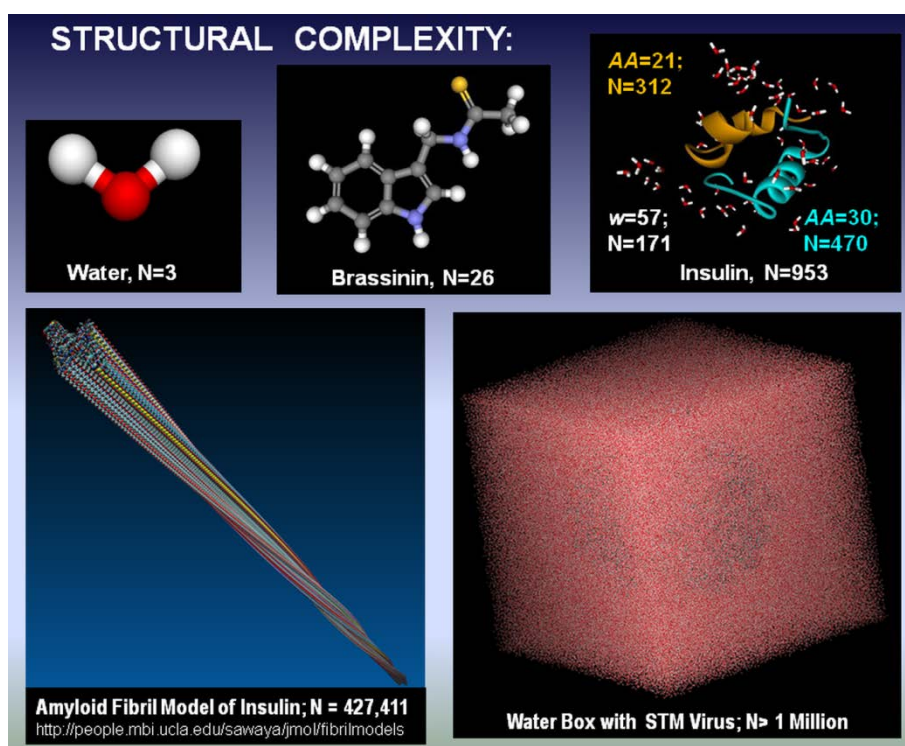 STRUCTURAL COMPLEXITY:
Water, N=3
Brassinin, N=26
AA=21;
N=312
w=57;
N=171
AA=30;
N=470
Insulin, N=953
Amyloid Fibril Model of Insulin; N = 427,411
http://people.mbi.ucla.edu/sawaya/jmol/fibrilmodels
Water Box with STM Virus; N> 1 Million